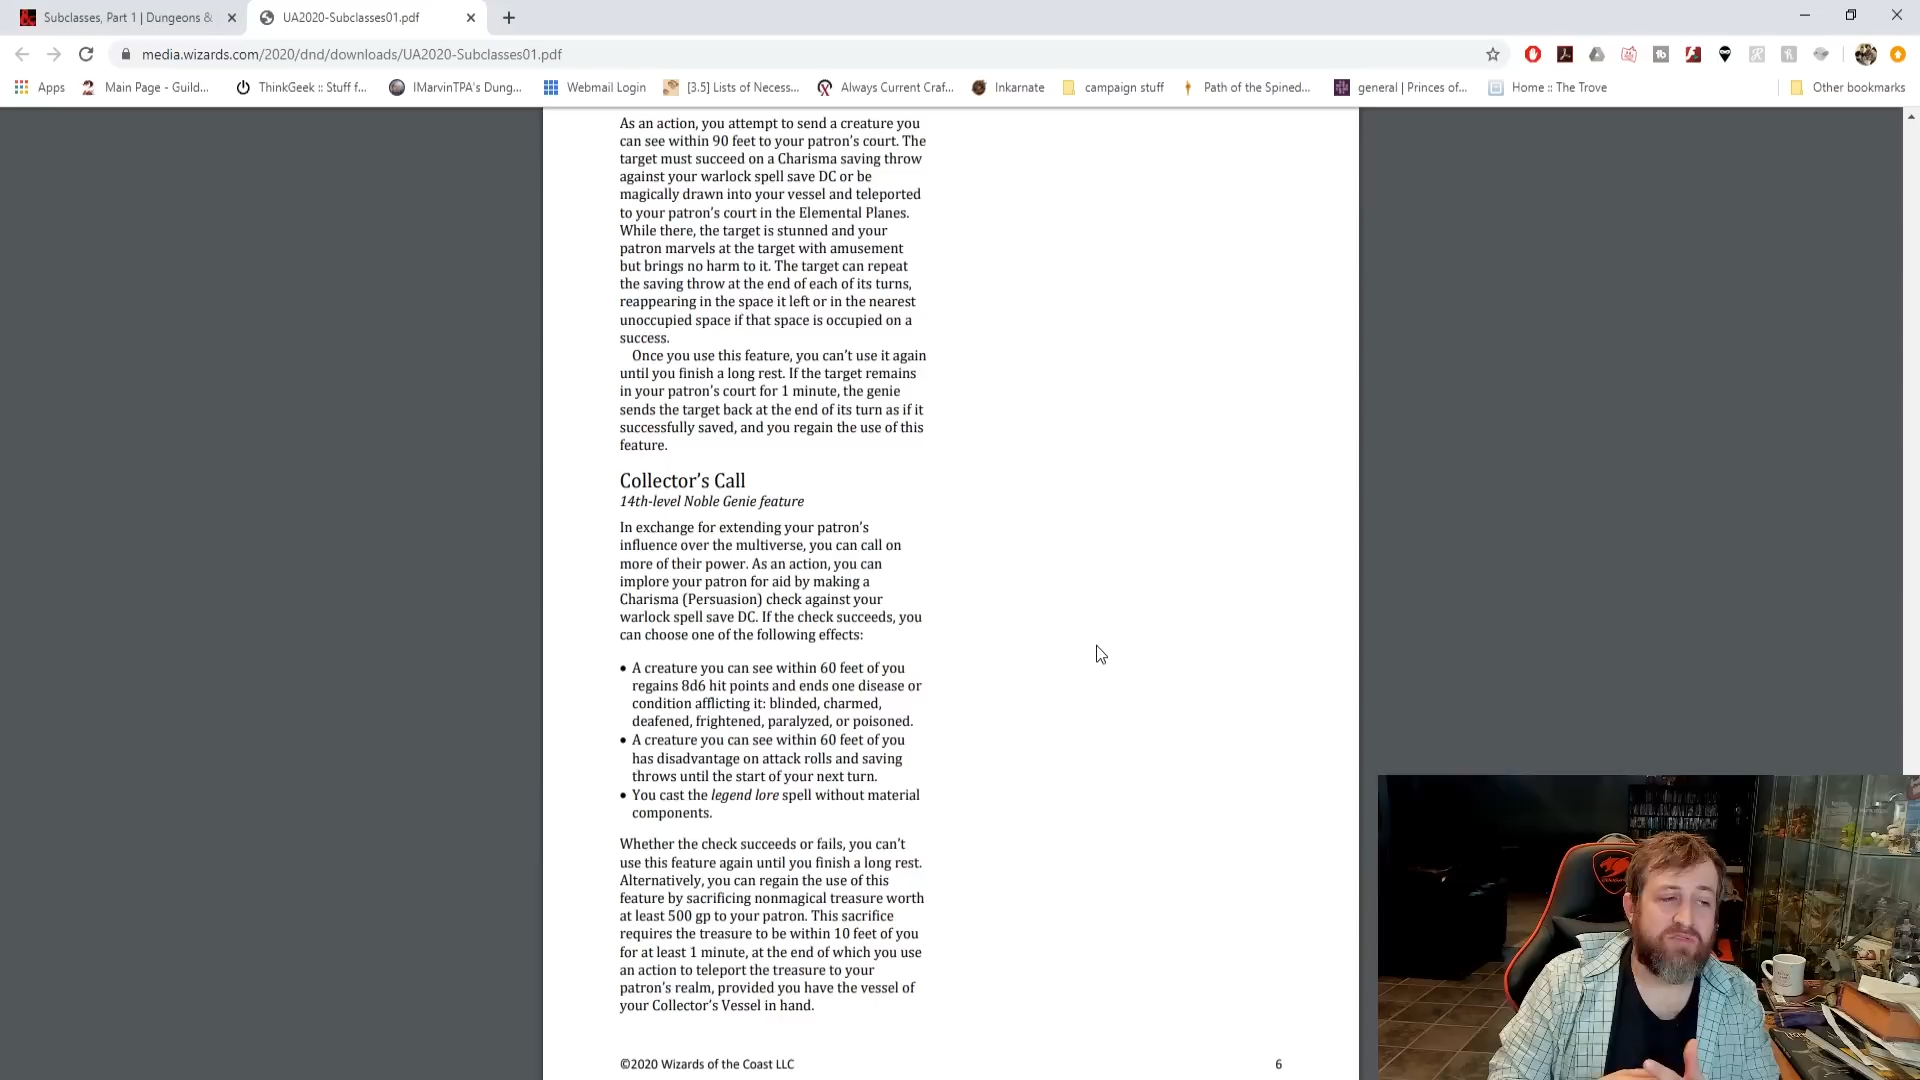 Subclasses, Part 1 | Dungeons &
UA2020-Subclasses01.pdf
media.wizards.com/2020/dnd/downloads/UA2020-Subclasses01.pdf
Apps
Main Page - Guild...
ThinkGeek :: Stuff f...
IMarvinTPA's Dung...
Webmail Login
[3.5] Lists of Necess...
Always Current Craf...
Inkarnate
campaign stuff
Path of the Spined...
general | Princes of...
Home :: The Trove
Other bookmarks
As an action, you attempt to send a creature you
can see within 90 feet to your patron's court. The
target must succeed on a Charisma saving throw
against your warlock spell save DC or be
magically drawn into your vessel and teleported
to your patron's court in the Elemental Planes.
While there, the target is stunned and your
patron marvels at the target with amusement
but brings no harm to it. The target can repeat
the saving throw at the end of each of its turns,
reappearing in the space it left or in the nearest
unoccupied space if that space is occupied on a
success.
Once you use this feature, you can't use it again
until you finish a long rest. If the target remains
in your patron's court for 1 minute, the genie
sends the target back at the end of its turn as if it
successfully saved, and you regain the use of this
feature.
Collector's Call
14th-level Noble Genie feature
In exchange for extending your patron's
influence over the multiverse, you can call on
more of their power. As an action, you can
implore your patron for aid by making a
Charisma (Persuasion) check against your
warlock spell save DC. If the check succeeds, you
can choose one of the following effects:
• A creature you can see within 60 feet of you
regains 8d6 hit points and ends one disease or
condition afflicting it: blinded, charmed,
deafened, frightened, paralyzed, or poisoned.
• A creature you can see within 60 feet of you
has disadvantage on attack rolls and saving
throws until the start of your next turn.
• You cast the legend lore spell without material
components.
Whether the check succeeds or fails, you can't
use this feature again until you finish a long rest.
Alternatively, you can regain the use of this
feature by sacrificing nonmagical treasure worth
at least 500 gp to your patron. This sacrifice
requires the treasure to be within 10 feet of you
for at least 1 minute, at the end of which you use
an action to teleport the treasure to your
patron's realm, provided you have the vessel of
your Collector's Vessel in hand.
©2020 Wizards of the Coast LLC
6